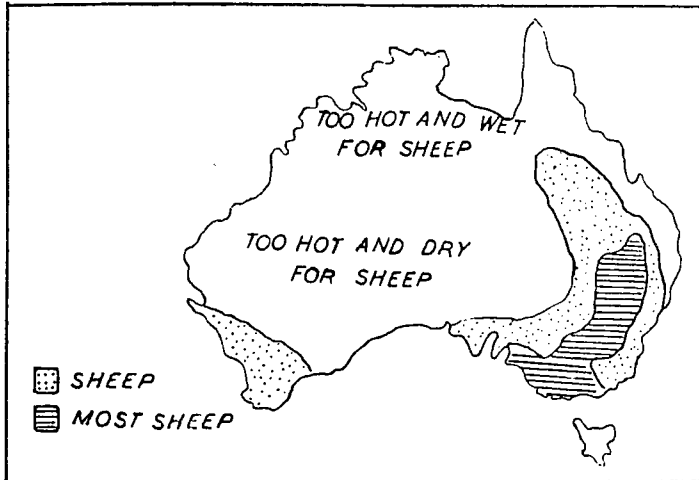 TOO HOT AND WET
FOR SHEEP
TOO HOT AND DRY
FOR SHEEP
SHEEP
MOST SHEEP